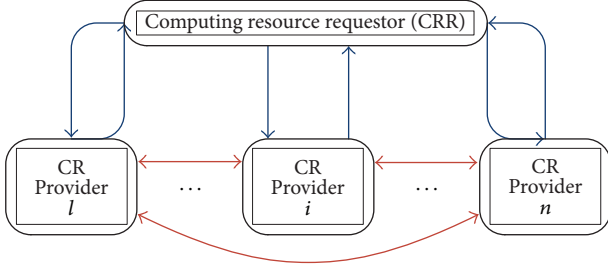 Computing resource requestor (CRR)
CR
Provider
l
...
CR
Provider
i
...
CR
Provider
n